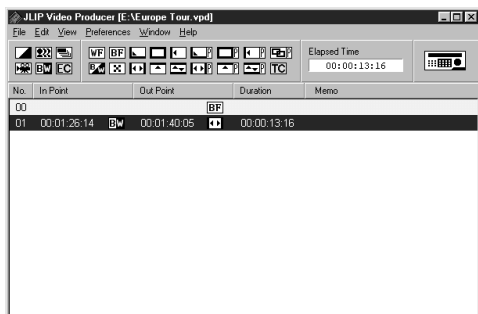 JLIP Video Producer [E:\Europe Tour.vpd]
File Edit View Preferences Window Help
WF BF P P P P Elapsed Time
BW EC B/W P P P TC 00:00:13:16
No. In Point Out Point Duration Memo
00 BF
01 00:01:26:14 BW 00:01:40:05 00:00:13:16